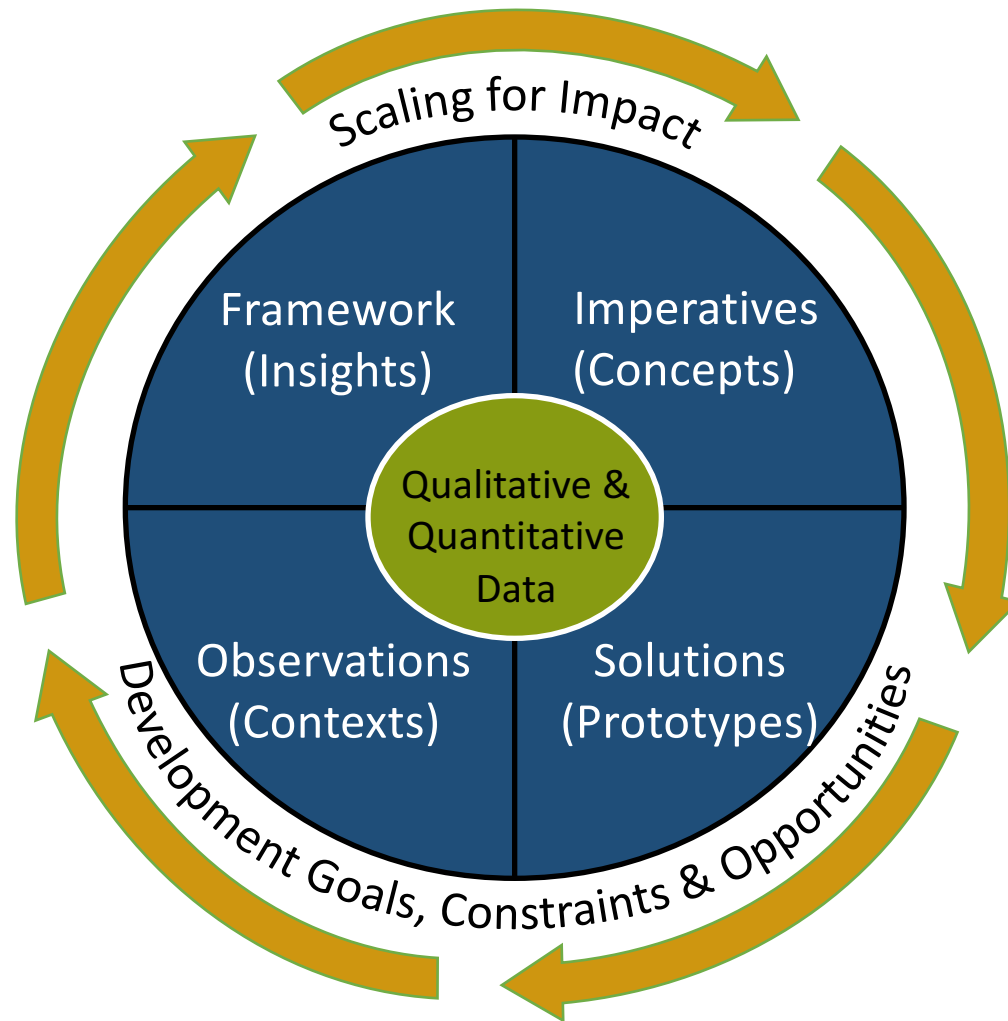 Scaling for Impact
Framework
(Insights)
Imperatives
(Concepts)
Qualitative &
Quantitative
Data
Observations
(Contexts)
Solutions
(Prototypes)
Development Goals, Constraints & Opportunities